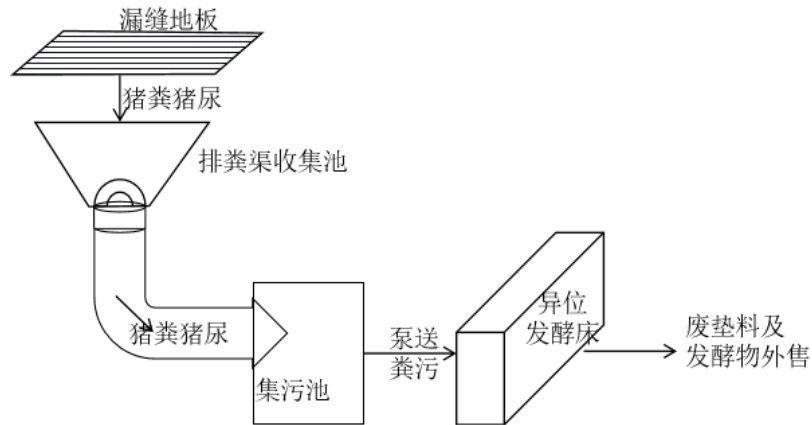 漏缝地板
猪粪猪尿
排粪渠收集池
猪粪猪尿
集污池
泵送
粪污
异位
发酵床
废垫料及
发酵物外售